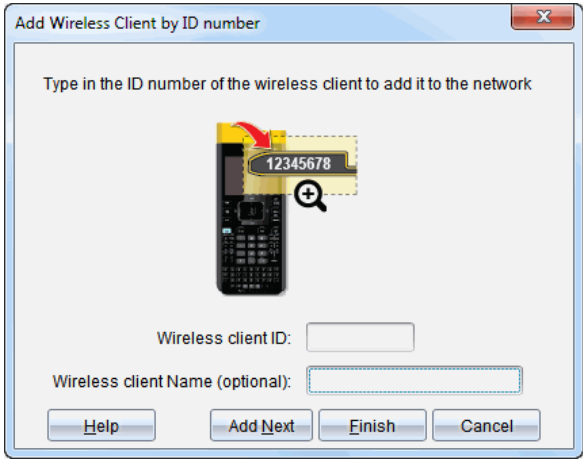 Add Wireless Client by ID number
Type in the ID number of the wireless client to add it to the network
12345678
Wireless client ID:
Wireless client Name (optional):
Help Add Next Finish Cancel